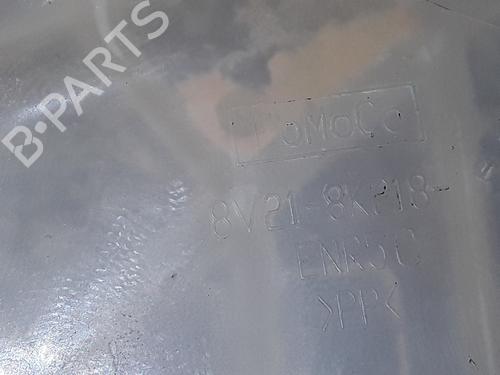 B-PARTS
FoMoCo
8V21-8K218-
>PP<